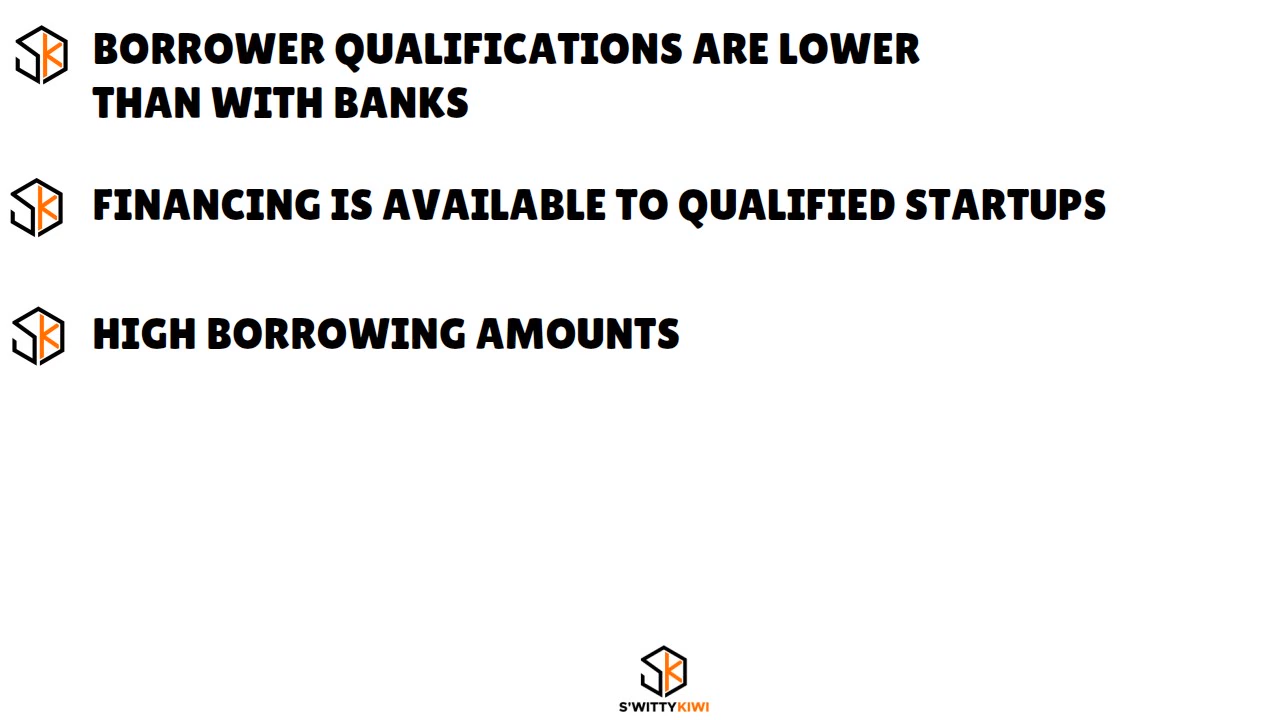 BORROWER QUALIFICATIONS ARE LOWER
THAN WITH BANKS
FINANCING IS AVAILABLE TO QUALIFIED STARTUPS
HIGH BORROWING AMOUNTS
S'WITTYKIWI